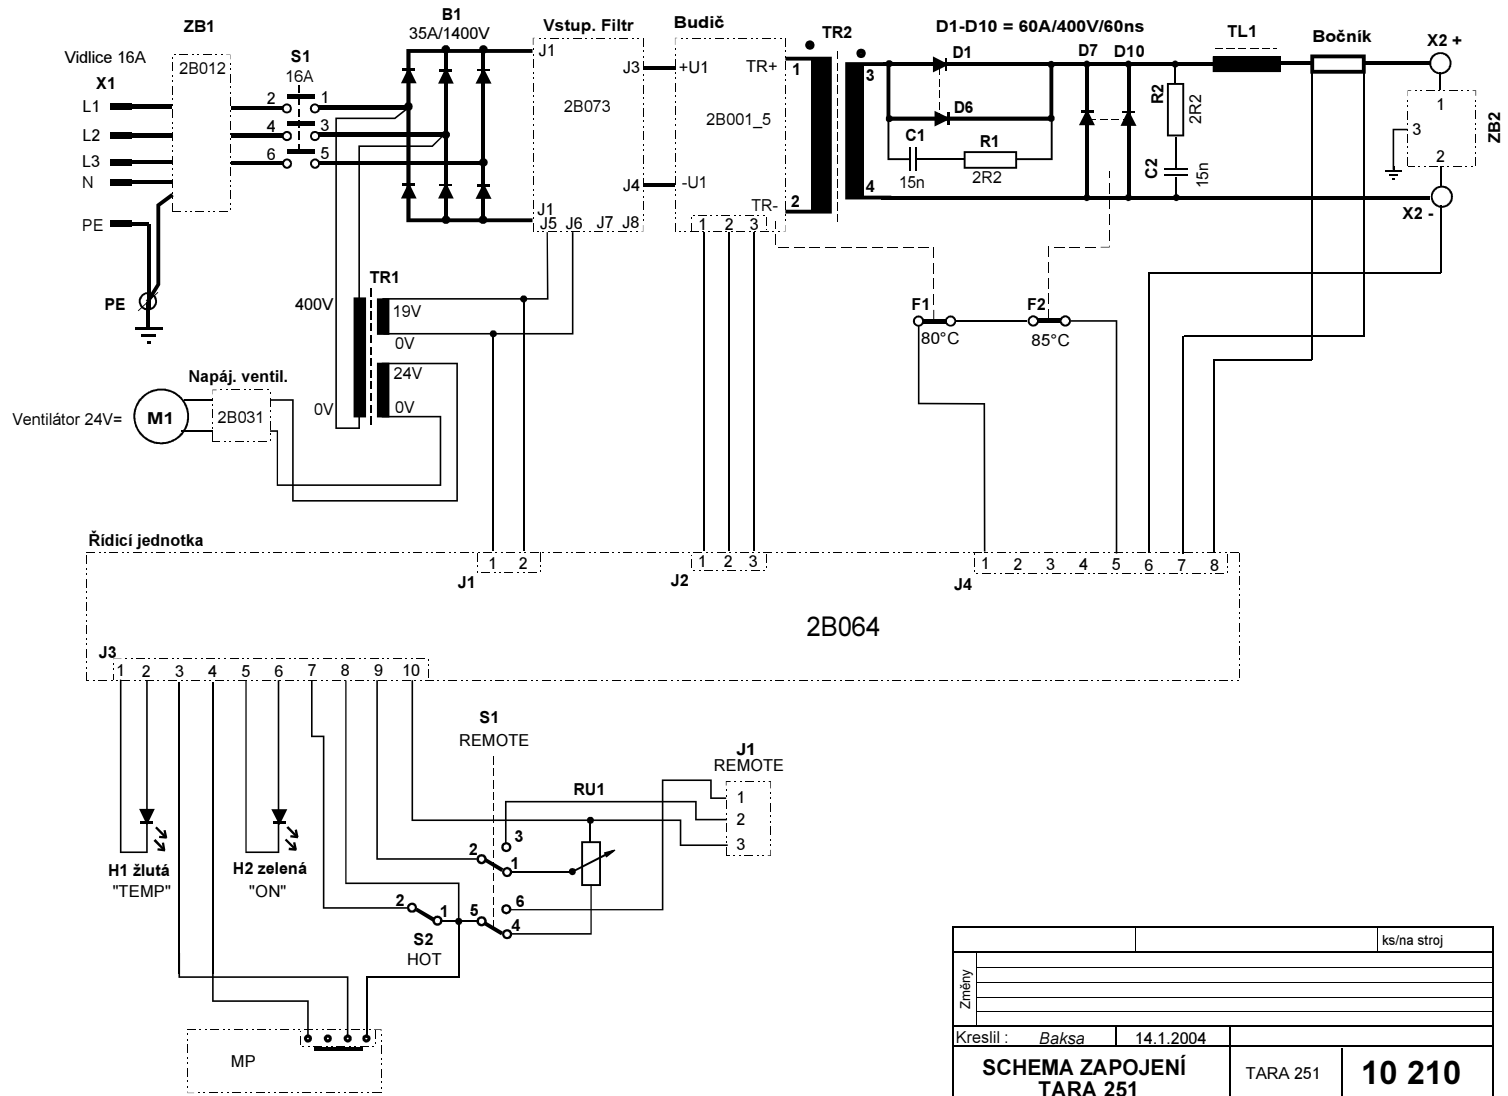 ZB1
B1
35A/1400V
Vstup. Filtr
Budič
TR2
D1-D10 = 60A/400V/60ns
TL1
Bočník
X2 +
Vidlice 16A
X1
2B012
S1
16A
J1
J3
+U1
TR+
1
3
D1
D7
D10
R2
2R2
L1
L2
L3
N
PE
2
1
4
3
6
5
2B073
2B001_5
D6
C1
15n
R1
2R2
C2
15n
1
3
2
ZB2
J4
-U1
TR-
2
4
X2 -
J1
J5
J6
J7
J8
1
2
3
PE
TR1
400V
19V
0V
24V
0V
0V
F1
80°C
F2
85°C
Napáj. ventil.
Ventilátor 24V=
M1
2B031
Řídicí jednotka
J1
1 2
J2
1 2 3
J4
1 2 3 4 5 6 7 8
2B064
J3
1 2 3 4 5 6 7 8 9 10
S1
REMOTE
J1
REMOTE
1
2
3
RU1
3
2
1
6
5
4
H1 žlutá
"TEMP"
H2 zelená
"ON"
2
1
S2
HOT
MP
ks/na stroj
Změny
Kreslil :
Baksa
14.1.2004
SCHEMA ZAPOJENÍ
TARA 251
TARA 251
10 210